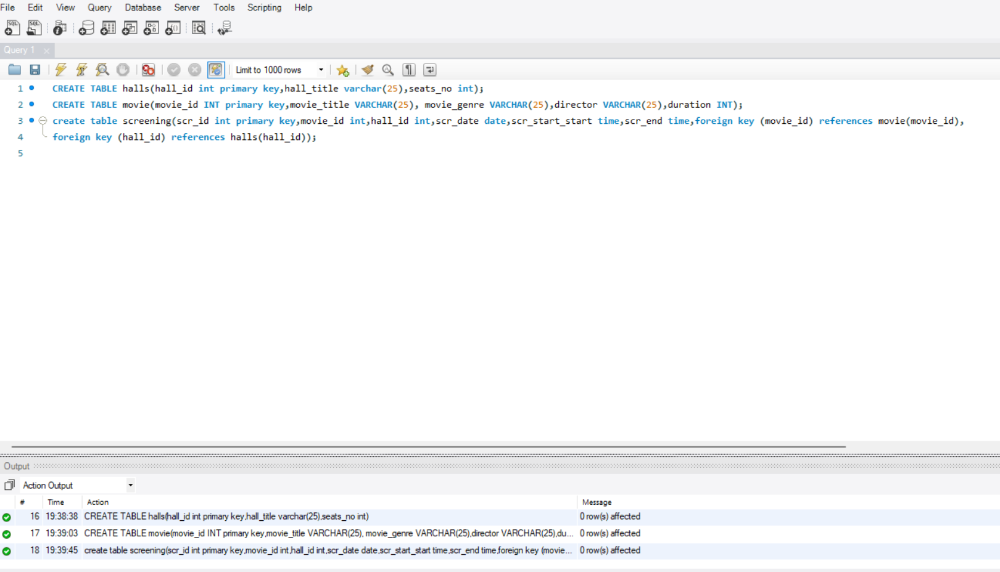 File Edit View Query Database Server Tools Scripting Help
SQL SQL
Query 1
Limit to 1000 rows
1 CREATE TABLE halls(hall_id int primary key,hall_title varchar(25),seats_no int);
2 CREATE TABLE movie(movie_id INT primary key,movie_title VARCHAR(25), movie_genre VARCHAR(25),director VARCHAR(25),duration INT);
3 create table screening(scr_id int primary key,movie_id int,hall_id int,scr_date date,scr_start_start time,scr_end time,foreign key (movie_id) references movie(movie_id),
4 foreign key (hall_id) references halls(hall_id));
5
Output
Action Output
# Time Action Message
16 19:38:38 CREATE TABLE halls(hall_id int primary key,hall_title varchar(25),seats_no int) 0 row(s) affected
17 19:39:03 CREATE TABLE movie(movie_id INT primary key,movie_title VARCHAR(25), movie_genre VARCHAR(25),director VARCHAR(25),du... 0 row(s) affected
18 19:39:45 create table screening(scr_id int primary key,movie_id int,hall_id int,scr_date date,scr_start_start time,scr_end time,foreign key (movie... 0 row(s) affected